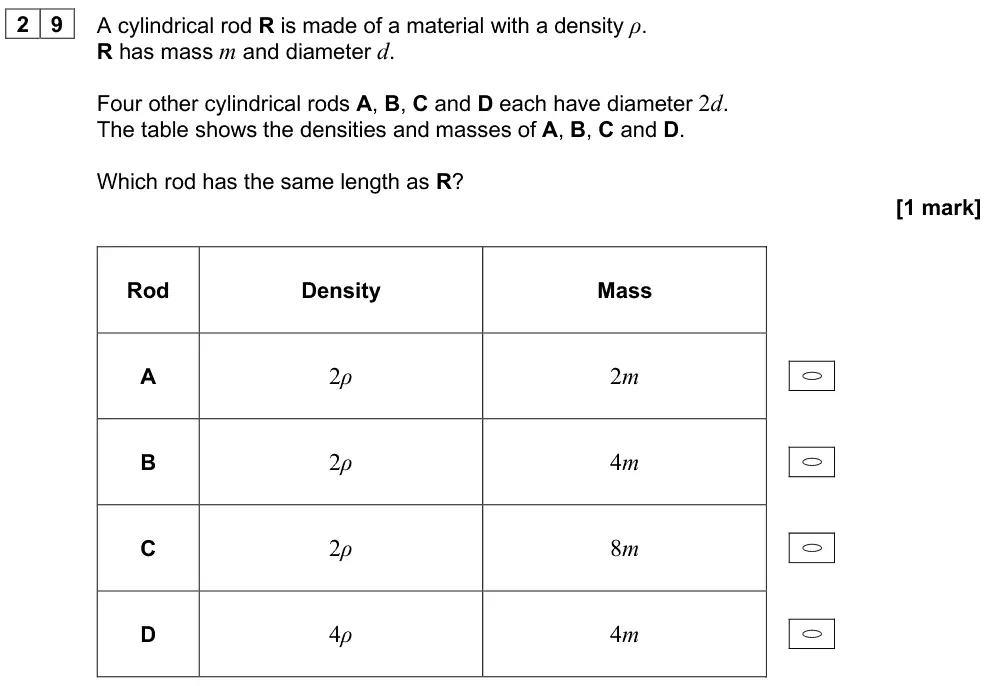 2 9 A cylindrical rod R is made of a material with a density ρ.
R has mass m and diameter d.
Four other cylindrical rods A, B, C and D each have diameter 2d.
The table shows the densities and masses of A, B, C and D.
Which rod has the same length as R?
[1 mark]
Rod Density Mass
A 2ρ 2m
B 2ρ 4m
C 2ρ 8m
D 4ρ 4m